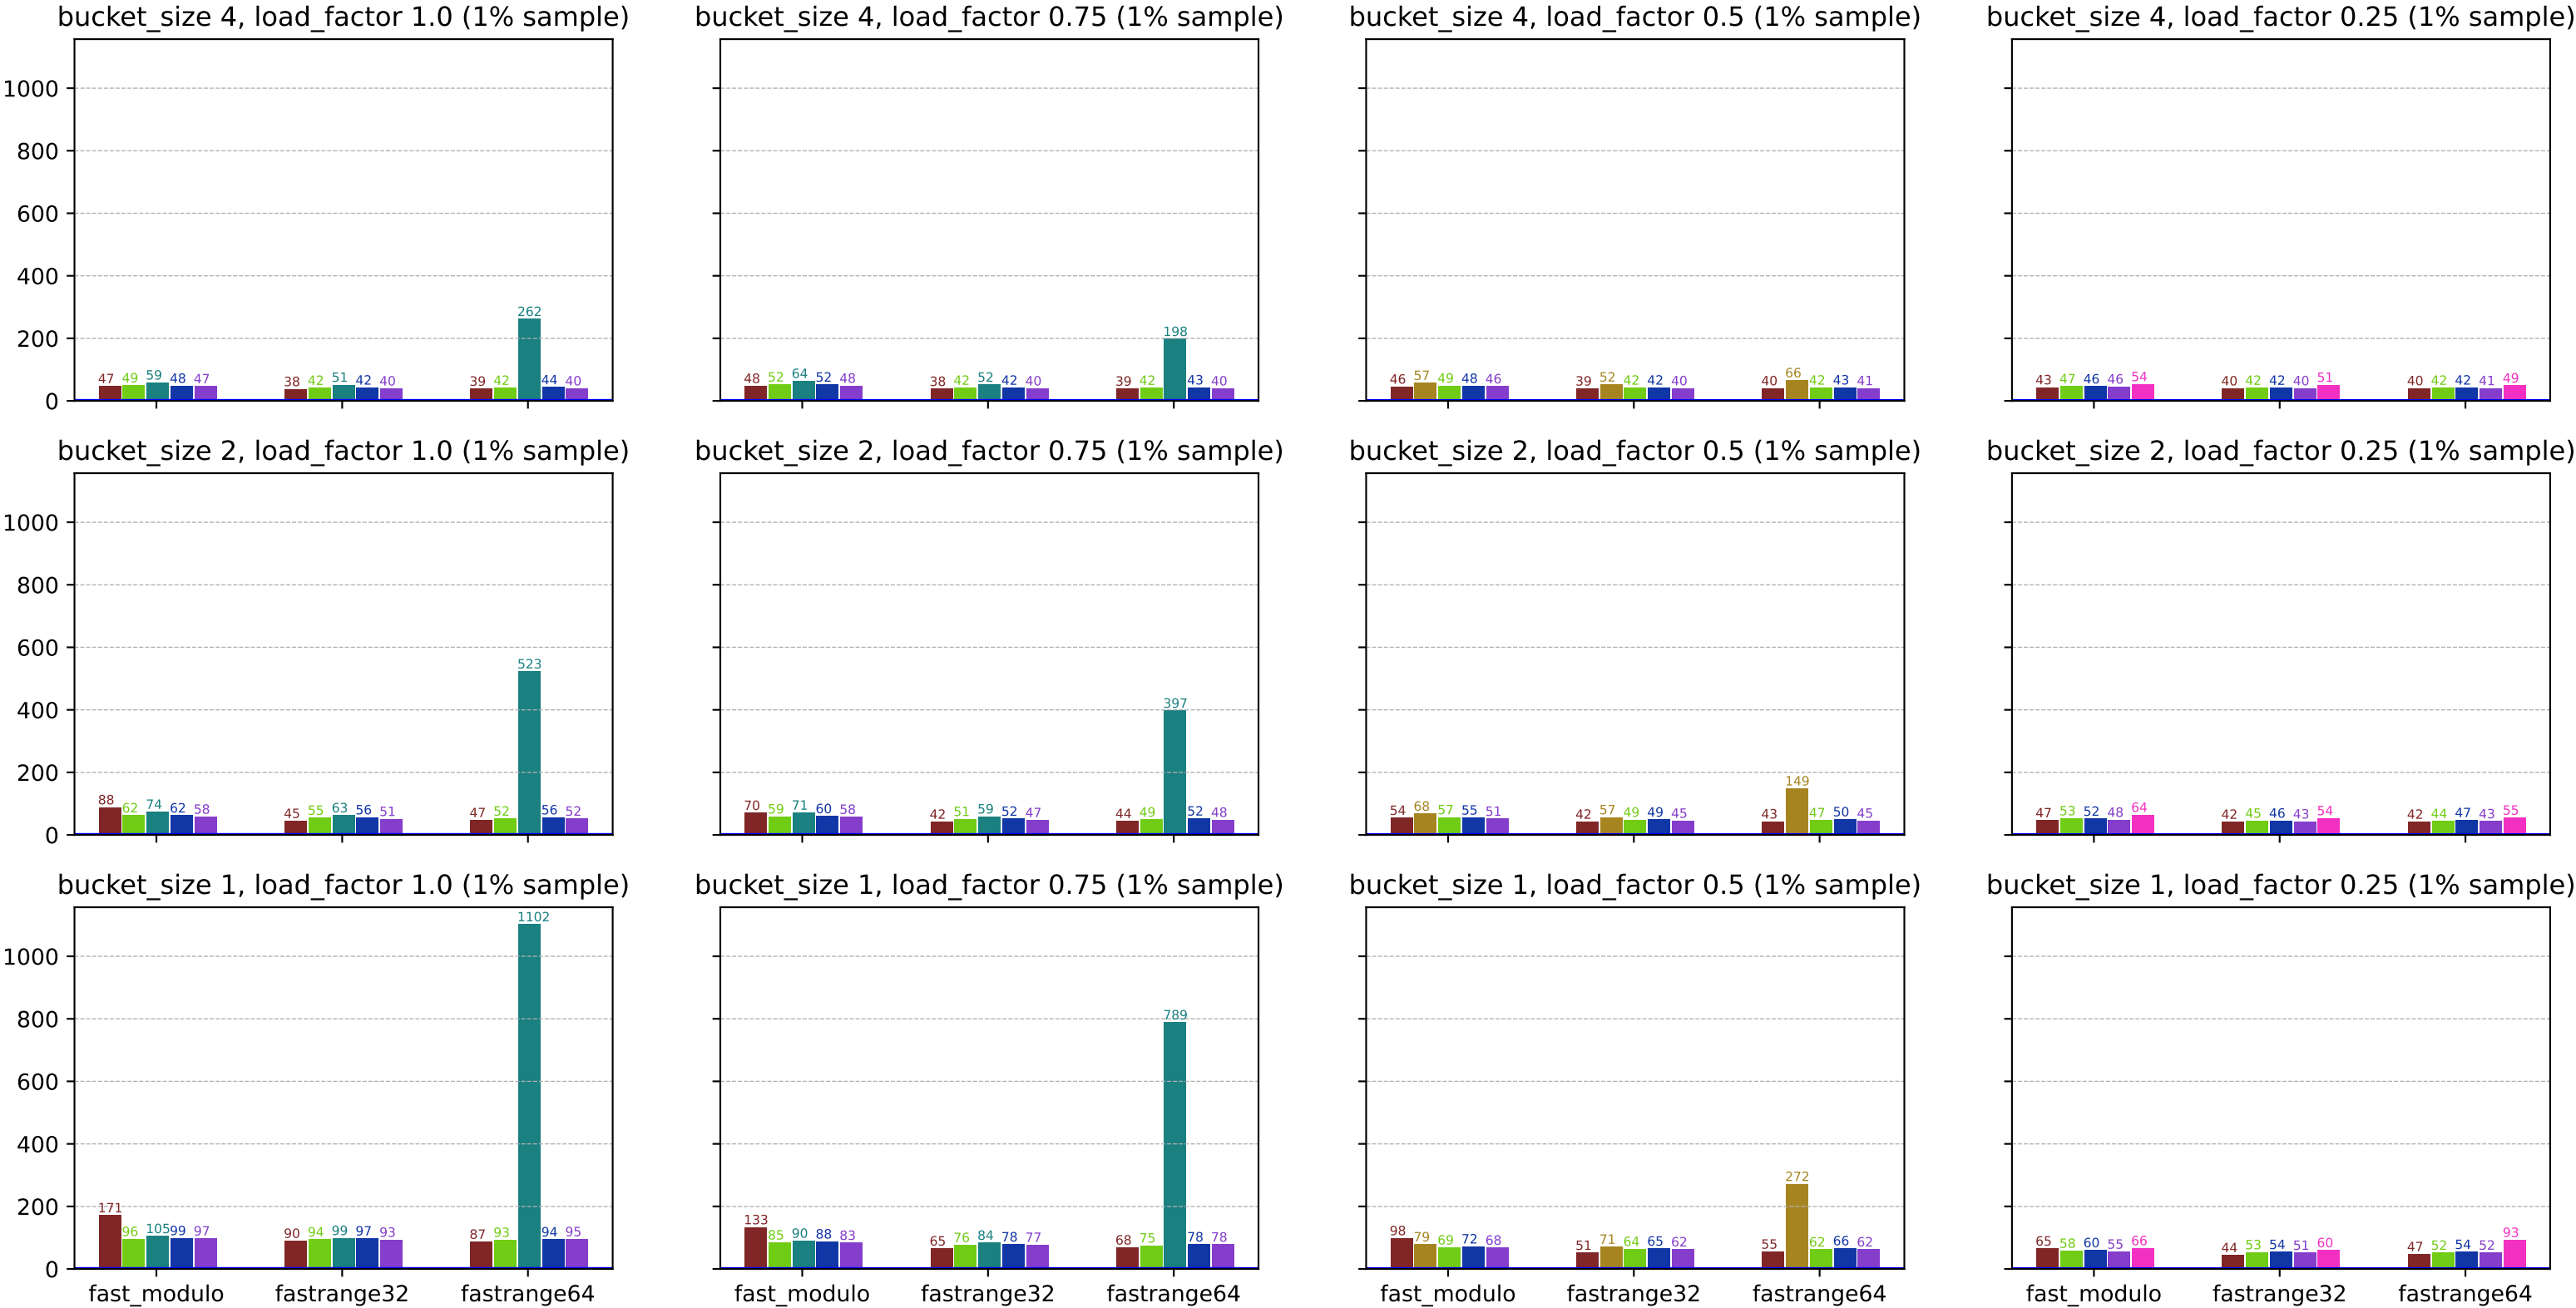 bucket_size 4, load_factor 1.0 (1% sample)
1000
800
600
400
200
0
47 49 59 48 47
38 42 51 42 40
39 42 262 44 40
bucket_size 4, load_factor 0.75 (1% sample)
48 52 64 52 48
38 42 52 42 40
39 42 198 43 40
bucket_size 4, load_factor 0.5 (1% sample)
46 57 49 48 46
39 52 42 42 40
40 66 42 43 41
bucket_size 4, load_factor 0.25 (1% sample)
43 47 46 46 54
40 42 42 40 51
40 42 42 41 49
bucket_size 2, load_factor 1.0 (1% sample)
1000
800
600
400
200
0
88 62 74 62 58
45 55 63 56 51
47 52 523 56 52
bucket_size 2, load_factor 0.75 (1% sample)
70 59 71 60 58
42 51 59 52 47
44 49 397 52 48
bucket_size 2, load_factor 0.5 (1% sample)
54 68 57 55 51
42 57 49 49 45
43 149 47 50 45
bucket_size 2, load_factor 0.25 (1% sample)
47 53 52 48 64
42 45 46 43 54
42 44 47 43 55
bucket_size 1, load_factor 1.0 (1% sample)
1000
800
600
400
200
0
171 96 105 99 97
90 94 99 97 93
87 93 1102 94 95
fast_modulo fastrange32 fastrange64
bucket_size 1, load_factor 0.75 (1% sample)
133 85 90 88 83
65 76 84 78 77
68 75 789 78 78
fast_modulo fastrange32 fastrange64
bucket_size 1, load_factor 0.5 (1% sample)
98 79 69 72 68
51 71 64 65 62
55 272 62 66 62
fast_modulo fastrange32 fastrange64
bucket_size 1, load_factor 0.25 (1% sample)
65 58 60 55 66
44 53 54 51 60
47 52 54 52 93
fast_modulo fastrange32 fastrange64